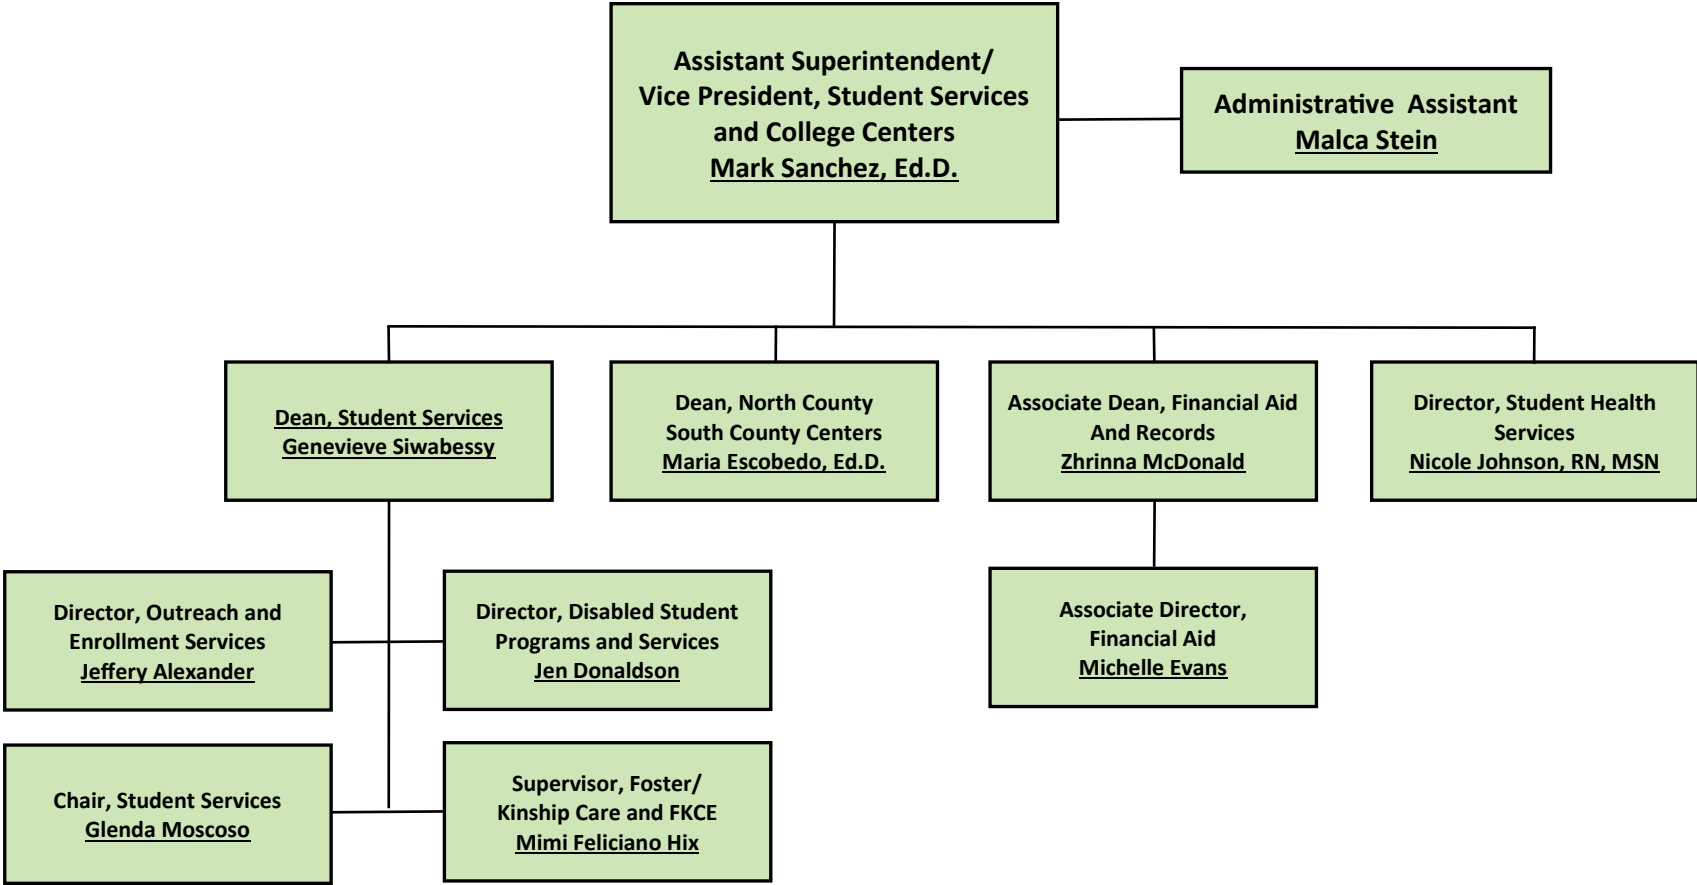 Assistant Superintendent/
Vice President, Student Services
and College Centers
Mark Sanchez, Ed.D.
Administrative Assistant
Malca Stein
Dean, Student Services
Genevieve Siwabessy
Dean, North County
South County Centers
Maria Escobedo, Ed.D.
Associate Dean, Financial Aid
And Records
Zhrinna McDonald
Director, Student Health
Services
Nicole Johnson, RN, MSN
Director, Outreach and
Enrollment Services
Jeffery Alexander
Director, Disabled Student
Programs and Services
Jen Donaldson
Associate Director,
Financial Aid
Michelle Evans
Chair, Student Services
Glenda Moscoso
Supervisor, Foster/
Kinship Care and FKCE
Mimi Feliciano Hix